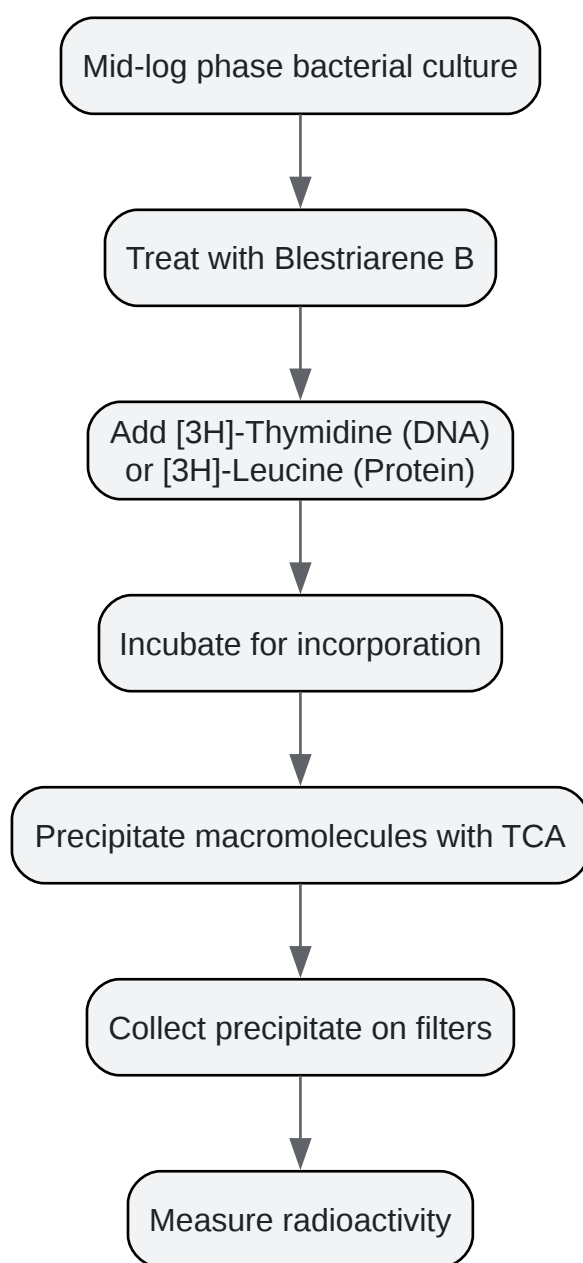 Mid-log phase bacterial culture
Treat with Blestriarene B
Add [3H]-Thymidine (DNA)
or [3H]-Leucine (Protein)
Incubate for incorporation
Precipitate macromolecules with TCA
Collect precipitate on filters
Measure radioactivity